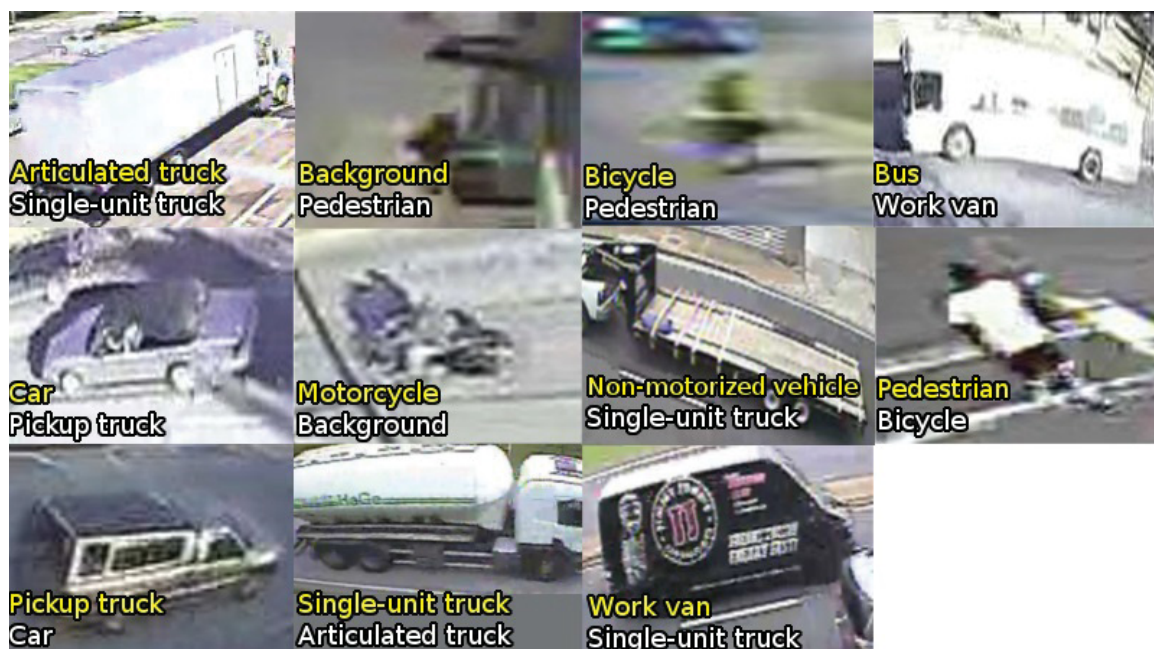 Articulated truck
Single-unit truck
Background
Pedestrian
Bicycle
Pedestrian
Bus
Work van
Car
Pickup truck
Motorcycle
Background
Non-motorized vehicle
Single-unit truck
Pedestrian
Bicycle
Pickup truck
Car
Single-unit truck
Articulated truck
Work van
Single-unit truck